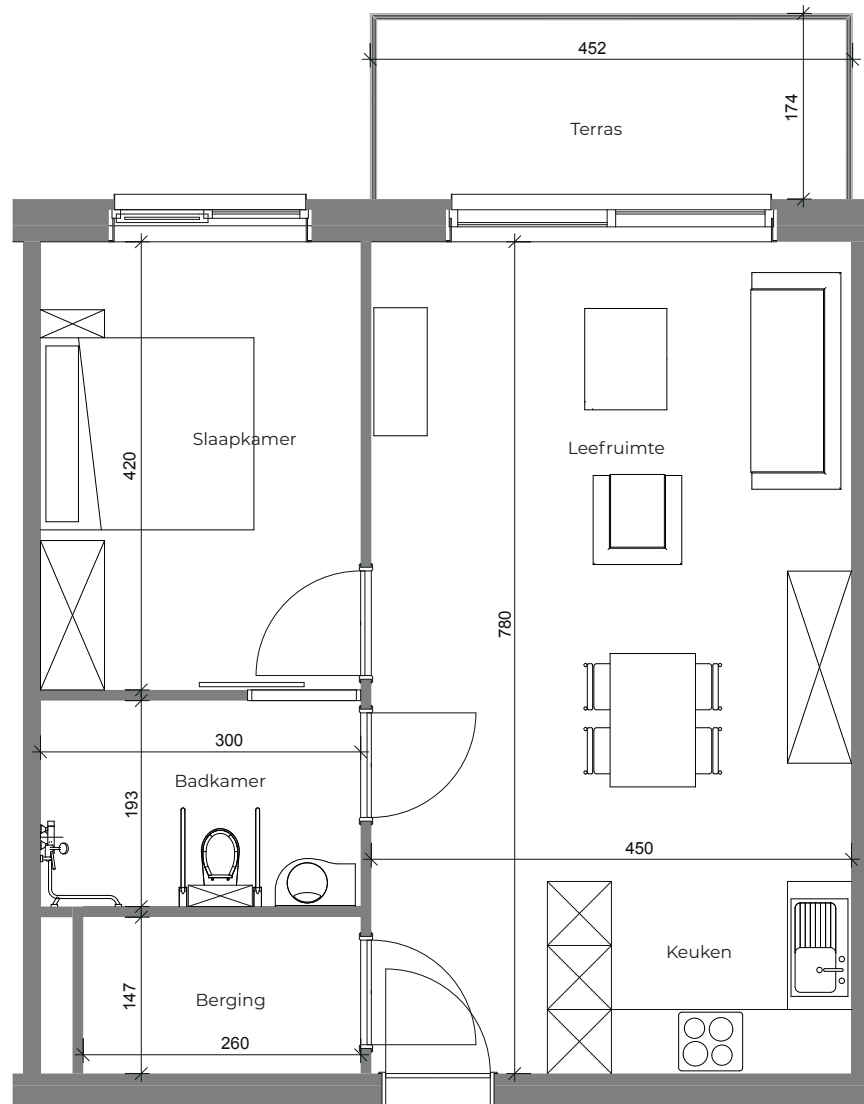 452
174
Terras
Slaapkamer
420
Leefruimte
780
300
Badkamer
193
450
Keuken
147
Berging
260